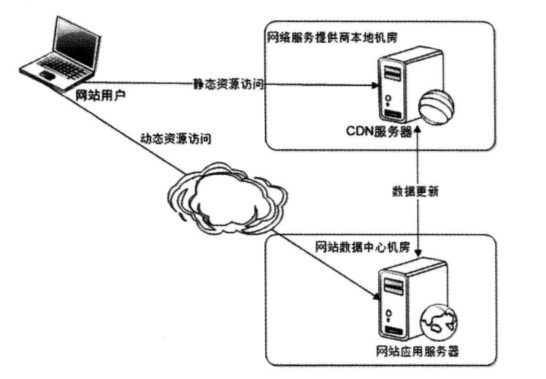 网络服务提供商本地机房
静态资源访问
网站用户
CDN服务器
动态资源访问
数据更新
网站数据中心机房
网站应用服务器